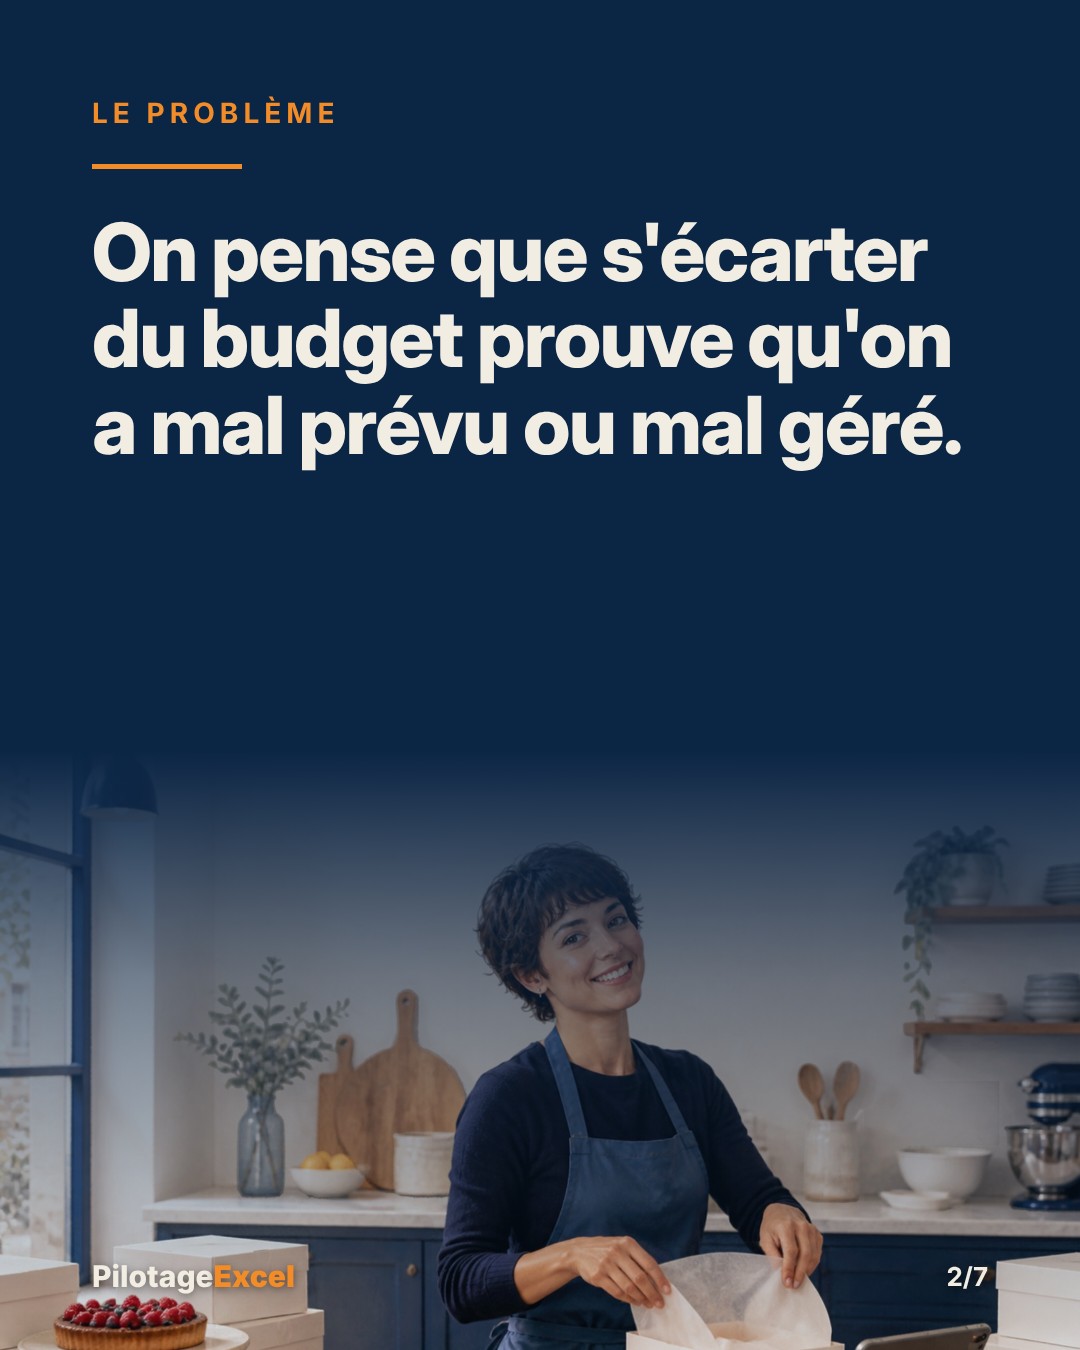 LE PROBLÈME
On pense que s'écarter
du budget prouve qu'on
a mal prévu ou mal géré.
PilotageExcel
2/7